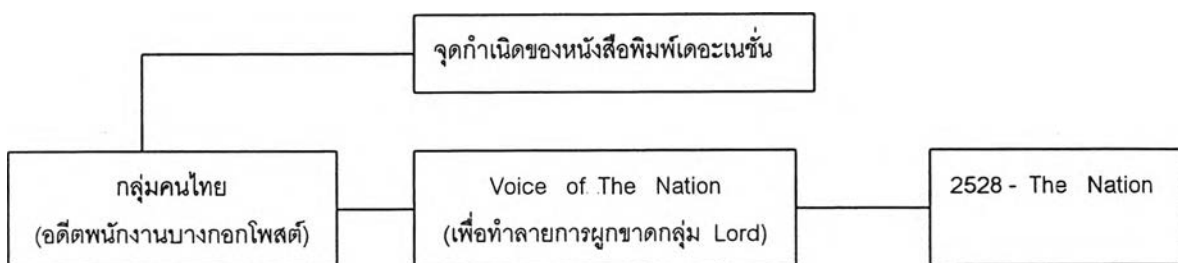 จุดกำเนิดของหนังสือพิมพ์เดอะเนชั่น
กลุ่มคนไทย
(อดีตพนักงานบางกอกโพสต์)
Voice of The Nation
(เพื่อทำลายการผูกขาดกลุ่ม Lord)
2528 - The Nation